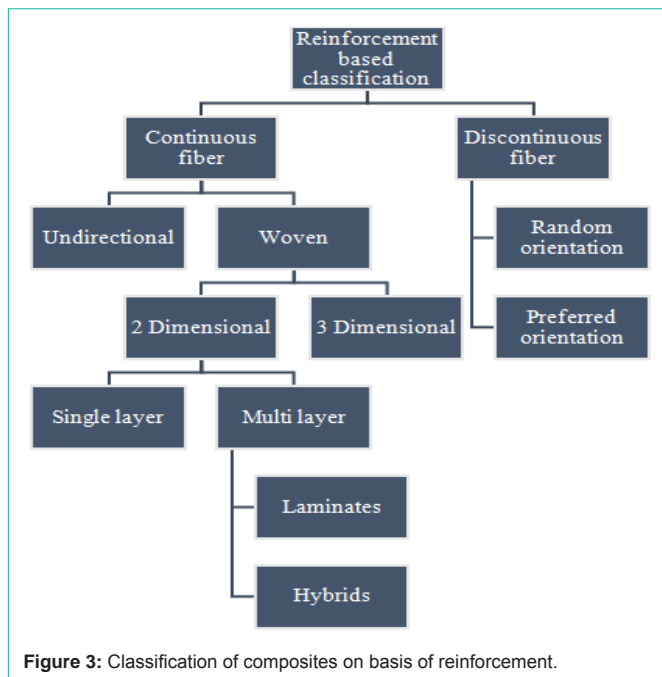 Reinforcement
based
classification
Continuous
fiber
Discontinuous
fiber
Undirectional
Woven
Random
orientation
2 Dimensional
3 Dimensional
Preferred
orientation
Single layer
Multi layer
Laminates
Hybrids
Figure 3: Classification of composites on basis of reinforcement.